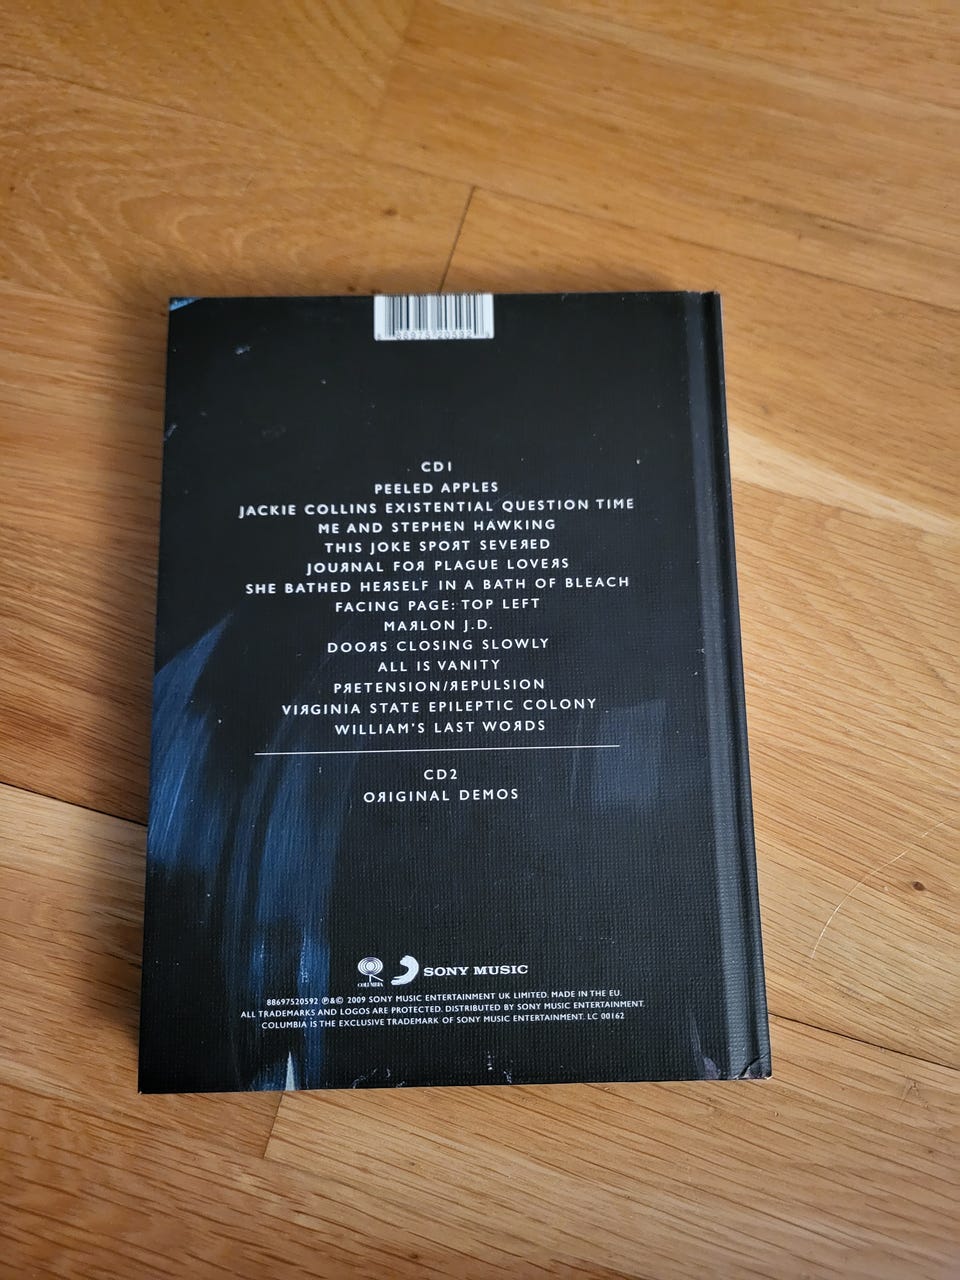 86975 20592
CD1
PEELED APPLES
JACKIE COLLINS EXISTENTIAL QUESTION TIME
ME AND STEPHEN HAWKING
THIS JOKE SPORT SEVERED
JOURNAL FOR PLAGUE LOVERS
SHE BATHED HERSELF IN A BATH OF BLEACH
FACING PAGE: TOP LEFT
MARLON J.D.
DOORS CLOSING SLOWLY
ALL IS VANITY
PRETENSION/REPULSION
VIRGINIA STATE EPILEPTIC COLONY
WILLIAM'S LAST WORDS
CD2
ORIGINAL DEMOS
COLUMBIA
SONY MUSIC
88697520592 ℗&© 2009 SONY MUSIC ENTERTAINMENT UK LIMITED. MADE IN THE EU.
ALL TRADEMARKS AND LOGOS ARE PROTECTED. DISTRIBUTED BY SONY MUSIC ENTERTAINMENT.
COLUMBIA IS THE EXCLUSIVE TRADEMARK OF SONY MUSIC ENTERTAINMENT. LC 00162